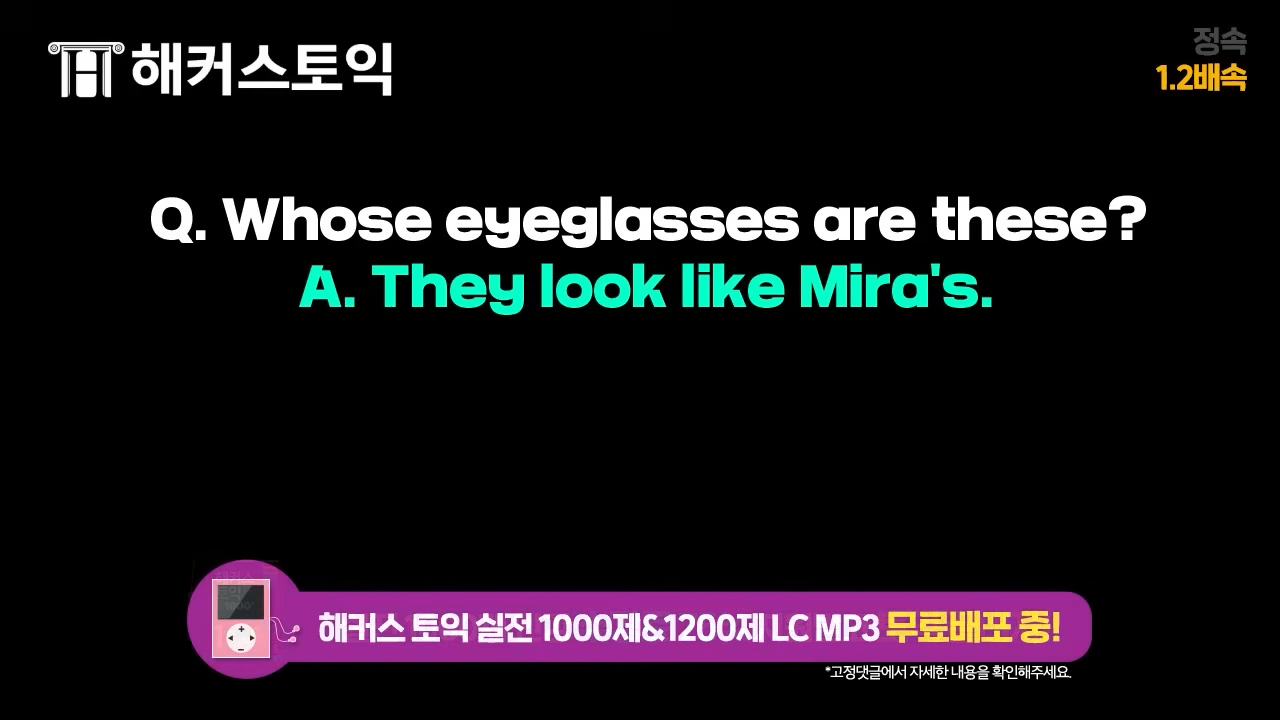 해커스토익
정속
1.2배속
Q. Whose eyeglasses are these?
A. They look like Mira's.
해커스 토익 실전 1000제&1200제 LC MP3 무료배포 중!
*고정댓글에서 자세한 내용을 확인해주세요.